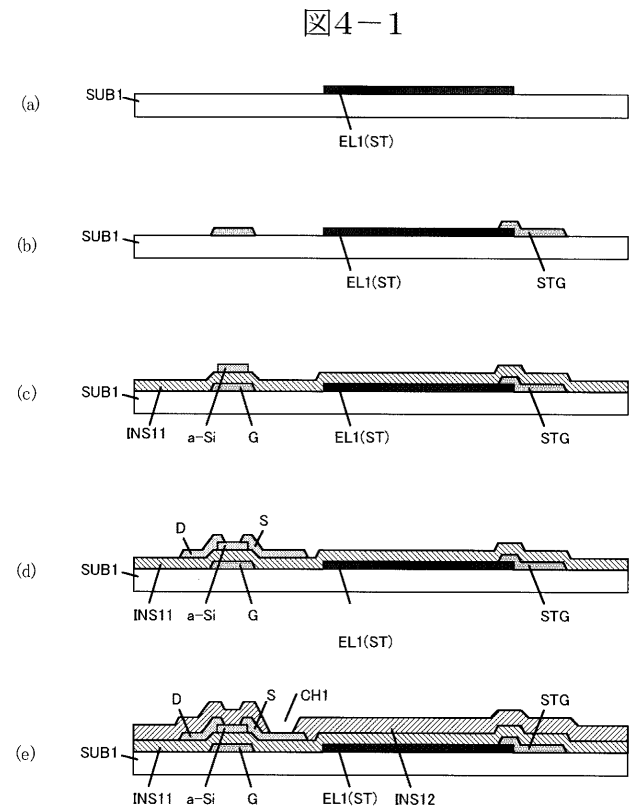 図4-1
(a)
SUB1
EL1(ST)
(b)
SUB1
EL1(ST)
STG
(c)
SUB1
INS11
a-Si
G
EL1(ST)
STG
(d)
D
S
SUB1
INS11
a-Si
G
STG
EL1(ST)
(e)
D
S
CH1
STG
SUB1
INS11
a-Si
G
EL1(ST)
INS12